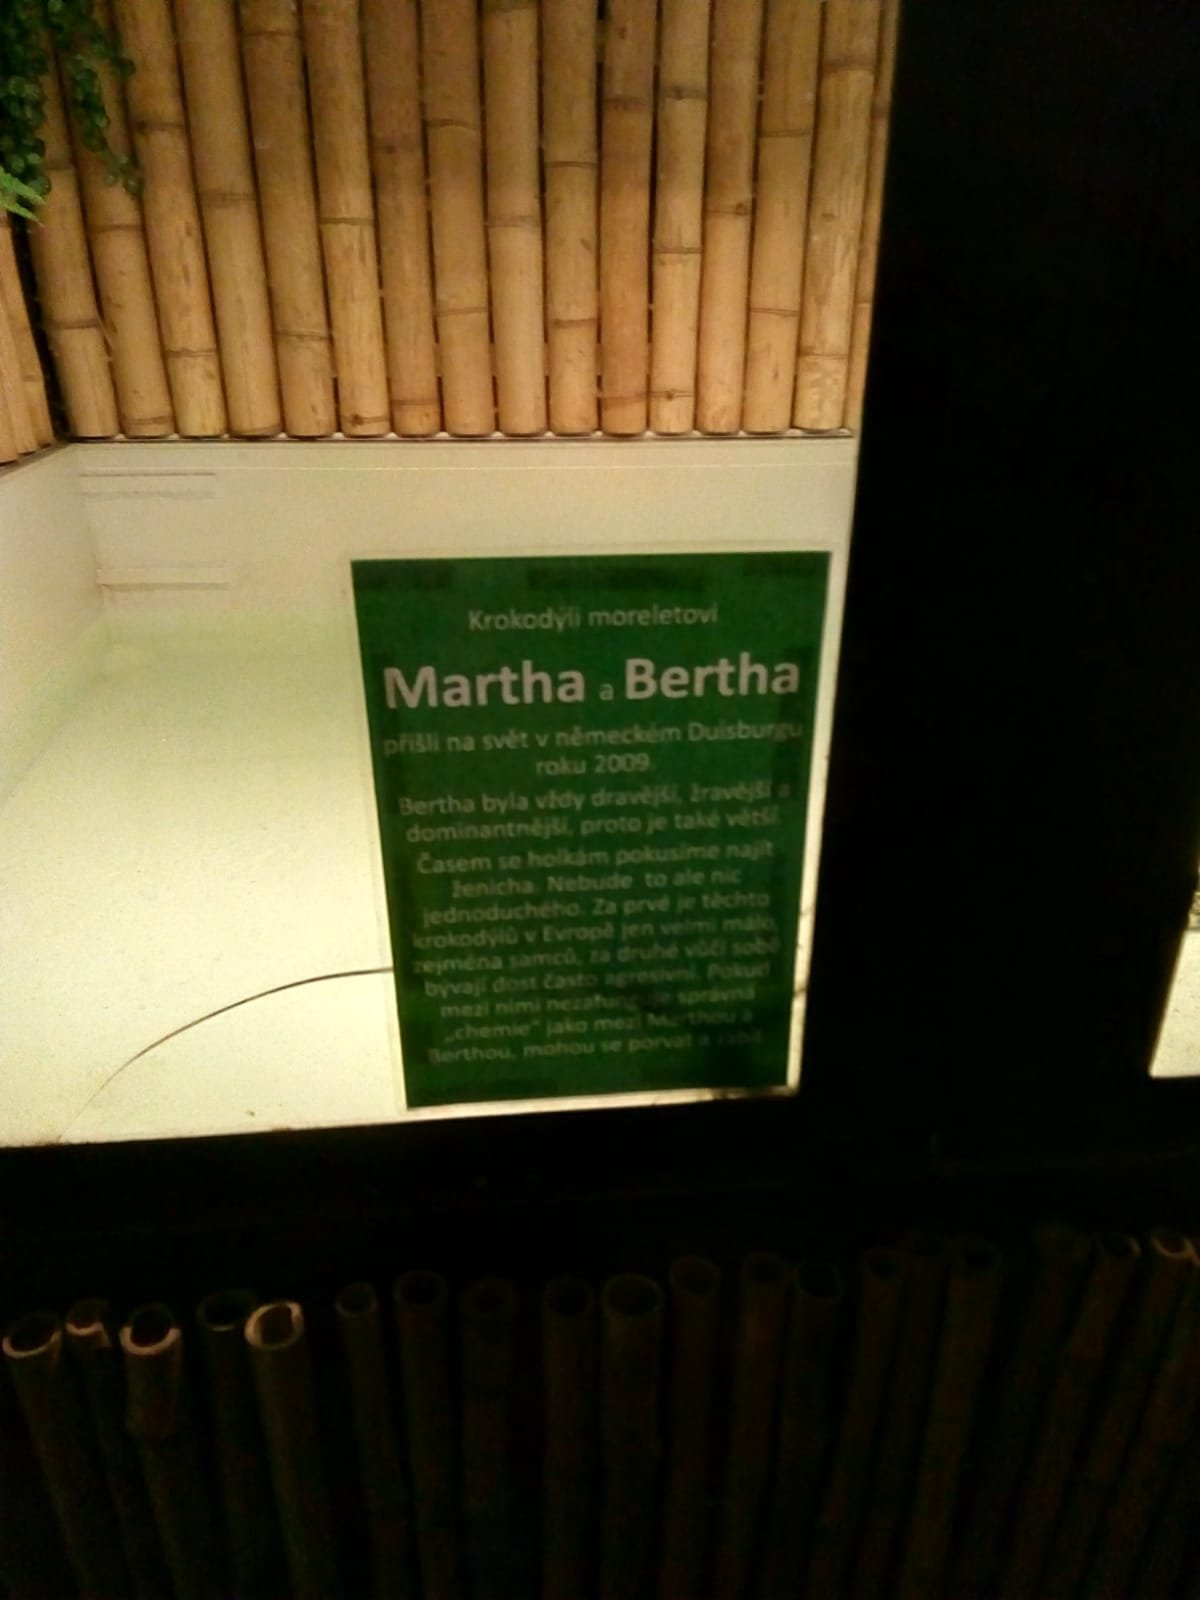 Krokodýli moreletovi
Martha a Bertha
přišli na svět v německém Duisburgu
roku 2009.
Bertha byla vždy dravější, žravější a
dominantnější, proto je také větší.
Časem se holkám pokusíme najít
ženicha. Nebude to ale nic
jednoduchého. Za prvé je těchto
krokodýlů v Evropě jen velmi málo,
zejména samců, za druhé vůči sobě
bývají dost často agresivní. Pokud
mezi nimi nezafunguje správná
„chemie“ jako mezi Marthou a
Berthou, mohou se porvat a zabít.